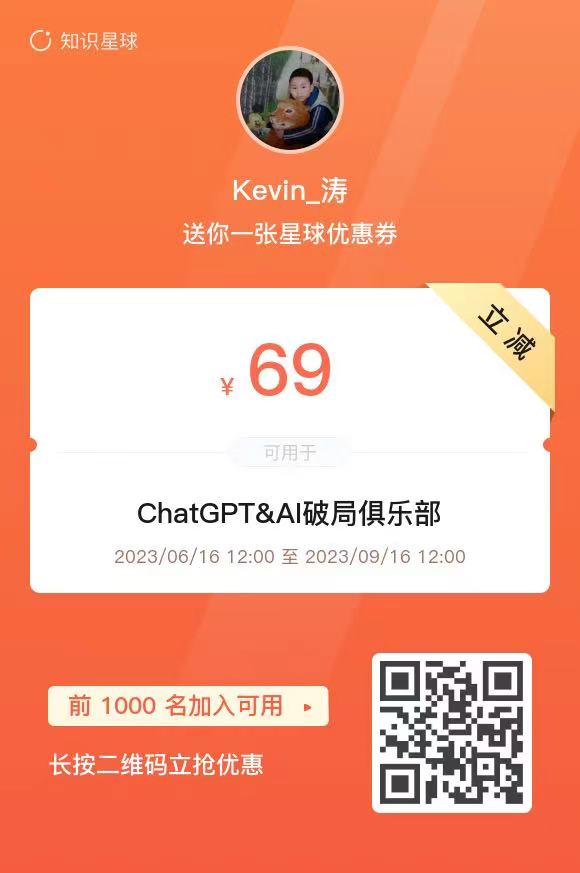 知识星球
Kevin_涛
送你一张星球优惠券
立减
¥ 69
可用于
ChatGPT&AI破局俱乐部
2023/06/16 12:00 至 2023/09/16 12:00
前 1000 名加入可用
长按二维码立抢优惠